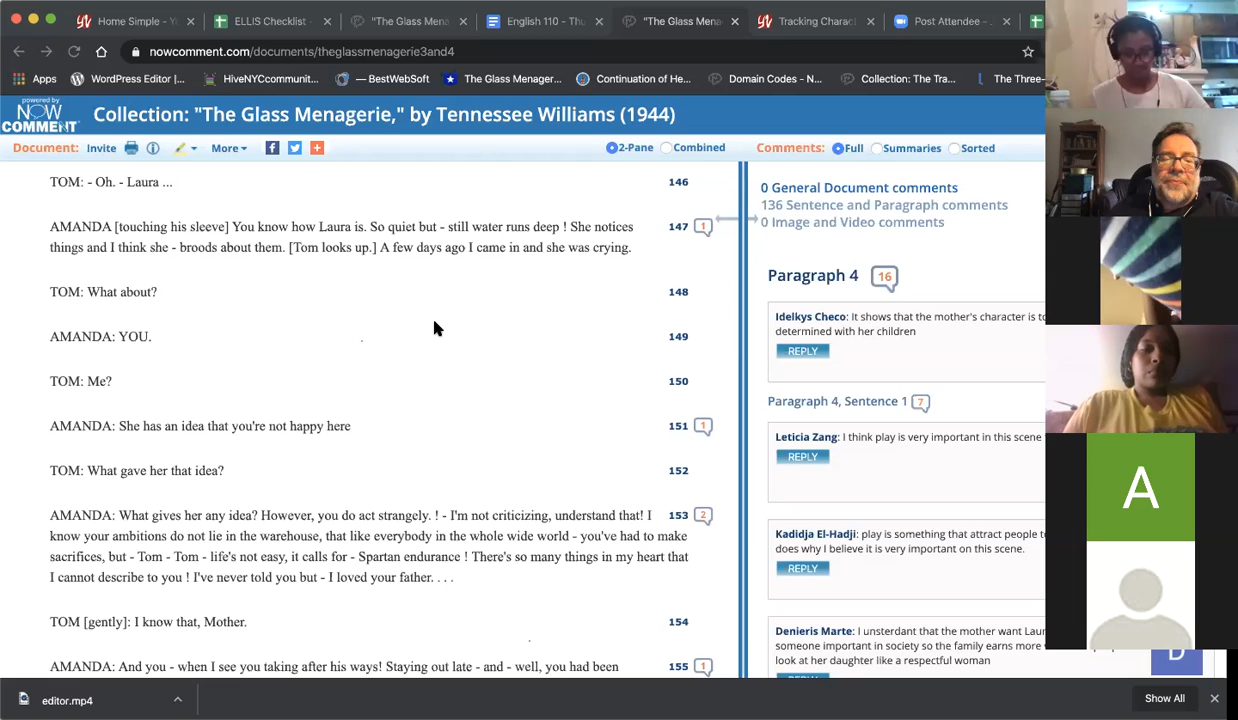 Home Simple - Y
ELLIS Checklist -
"The Glass Mena
English 110 - Thu
"The Glass Mena
Tracking Charac
Post Attendee -
nowcomment.com/documents/theglassmenagerie3and4
Apps
WordPress Editor |...
HiveNYCcommunit...
— BestWebSoft
The Glass Menager...
Continuation of He...
Domain Codes - N...
Collection: The Tra...
The Three-
powered by
NOW
COMMENT
Collection: "The Glass Menagerie," by Tennessee Williams (1944)
Document: Invite More
2-Pane Combined
Comments: Full Summaries Sorted
TOM: - Oh. - Laura ... 146
AMANDA [touching his sleeve] You know how Laura is. So quiet but - still water runs deep ! She notices 147 1
things and I think she - broods about them. [Tom looks up.] A few days ago I came in and she was crying.
TOM: What about? 148
AMANDA: YOU. 149
TOM: Me? 150
AMANDA: She has an idea that you're not happy here 151 1
TOM: What gave her that idea? 152
AMANDA: What gives her any idea? However, you do act strangely. ! - I'm not criticizing, understand that! I 153 2
know your ambitions do not lie in the warehouse, that like everybody in the whole wide world - you've had to make
sacrifices, but - Tom - Tom - life's not easy, it calls for - Spartan endurance ! There's so many things in my heart that
I cannot describe to you ! I've never told you but - I loved your father. . . .
TOM [gently]: I know that, Mother. 154
AMANDA: And you - when I see you taking after his ways! Staying out late - and - well, you had been 155 1
0 General Document comments
136 Sentence and Paragraph comments
0 Image and Video comments
Paragraph 4 16
Idelkys Checo: It shows that the mother's character is to
determined with her children
REPLY
Paragraph 4, Sentence 1 7
Leticia Zang: I think play is very important in this scene
REPLY
Kadidja El-Hadji: play is something that attract people to
does why I believe it is very important on this scene.
REPLY
Denieris Marte: I unsterdant that the mother want Lau
someone important in society so the family earns more
look at her daughter like a respectful woman
A
D
editor.mp4
Show All